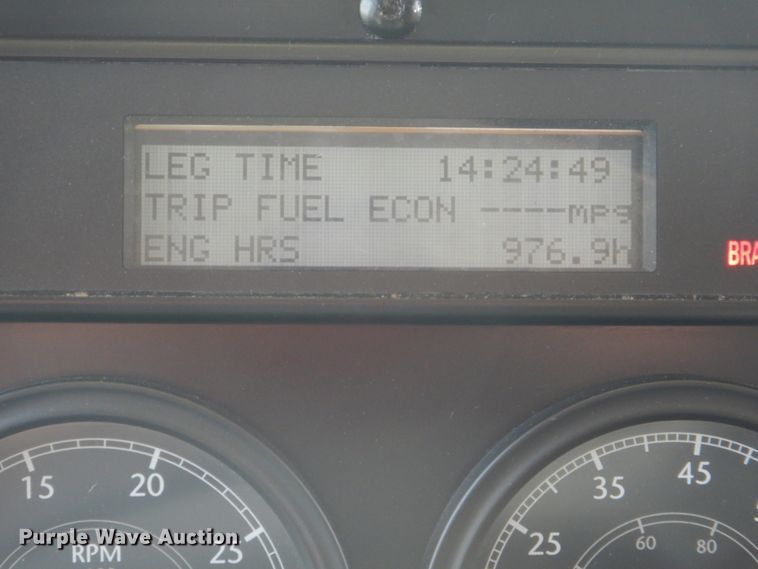 LEG TIME 14:24:49
TRIP FUEL ECON ----mpg
ENG HRS 976.9h
BRA
15 20 25
RPM
25 35 45
60 80
Purple Wave Auction